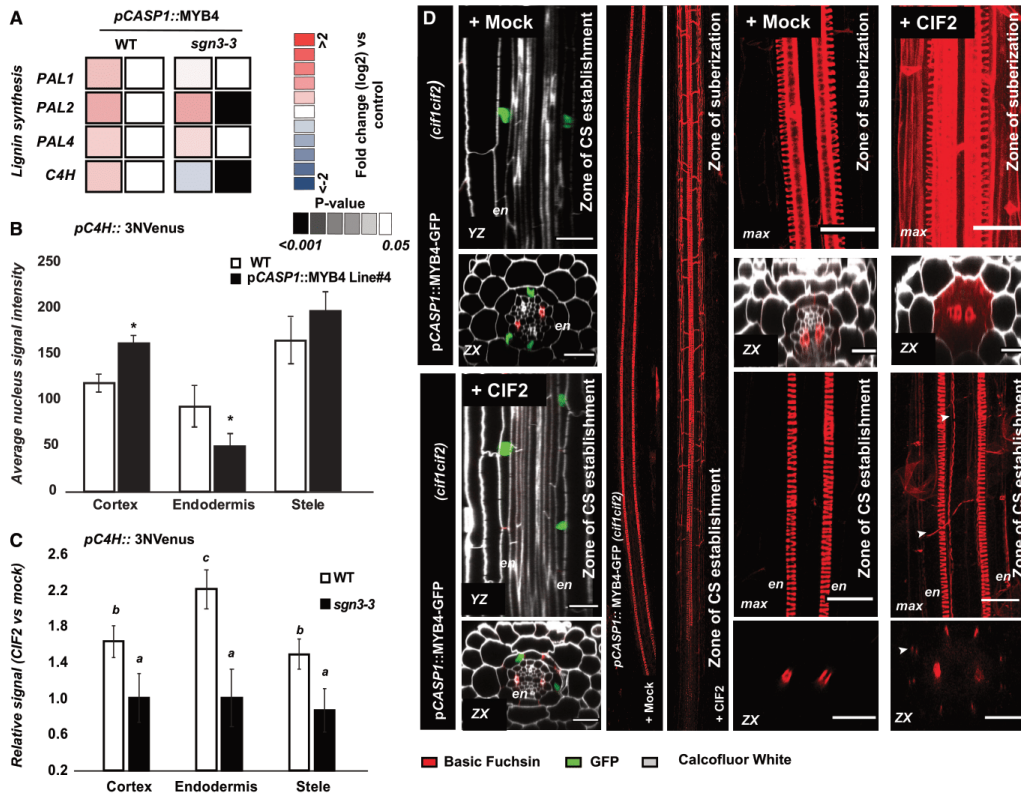 A
pCASP1::MYB4
WT
sgn3-3
Lignin synthesis
PAL1
PAL2
PAL4
C4H
>2
<-2
Fold change (log2) vs
control
P-value
<0.001
0.05
B
pC4H:: 3NVenus
WT
pCASP1::MYB4 Line#4
Average nucleus signal intensity
250
200
150
100
50
0
*
*
Cortex
Endodermis
Stele
C
pC4H:: 3NVenus
WT
sgn3-3
Relative signal (CIF2 vs mock)
2.6
2.2
1.8
1.4
1.0
0.6
0.2
b
a
c
a
b
a
Cortex
Endodermis
Stele
D
pCASP1::MYB4-GFP
(cif1cif2)
+ Mock
en
YZ
Zone of CS establishment
en
ZX
pCASP1::MYB4-GFP
(cif1cif2)
+ CIF2
en
en
YZ
Zone of CS establishment
en
ZX
pCASP1:: MYB4-GFP (cif1cif2)
+ Mock
+ CIF2
Zone of CS establishment
Zone of suberization
+ Mock
max
Zone of suberization
ZX
en
max
Zone of CS establishment
ZX
+ CIF2
max
Zone of suberization
ZX
en
max
Zone of CS establishment
ZX
Basic Fuchsin
GFP
Calcofluor White